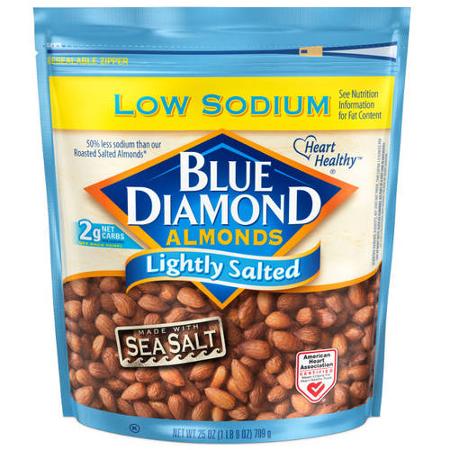 RESEALABLE ZIPPER
LOW SODIUM
See Nutrition
Information
for Fat Content
50% less sodium than our
Roasted Salted Almonds*
Heart
Healthy™
BLUE
DIAMOND
ALMONDS
2g NET
CARBS
Lightly Salted
MADE WITH
SEA SALT
American Heart
Association
CERTIFIED
K
NET WT 25 OZ (1 LB 9 OZ) 709g